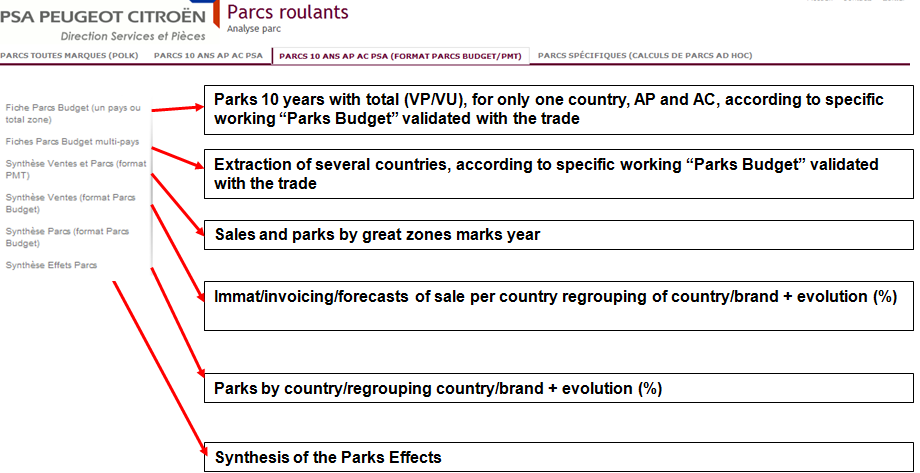 PSA PEUGEOT CITROËN
Direction Services et Pièces
Parcs roulants
Analyse parc
PARCS TOUTES MARQUES (POLK)
PARCS 10 ANS AP AC PSA
PARCS 10 ANS AP AC PSA (FORMAT PARCS BUDGET/PMT)
PARCS SPÉCIFIQUES (CALCULS DE PARCS AD HOC)
Fiche Parcs Budget (un pays ou
total zone)
Fiches Parcs Budget multi-pays
Synthèse Ventes et Parcs (format
PMT)
Synthèse Ventes (format Parcs
Budget)
Synthèse Parcs (format Parcs
Budget)
Synthèse Effets Parcs
Parks 10 years with total (VP/VU), for only one country, AP and AC, according to specific
working “Parks Budget” validated with the trade
Extraction of several countries, according to specific working “Parks Budget” validated
with the trade
Sales and parks by great zones marks year
Immat/invoicing/forecasts of sale per country regrouping of country/brand + evolution (%)
Parks by country/regrouping country/brand + evolution (%)
Synthesis of the Parks Effects